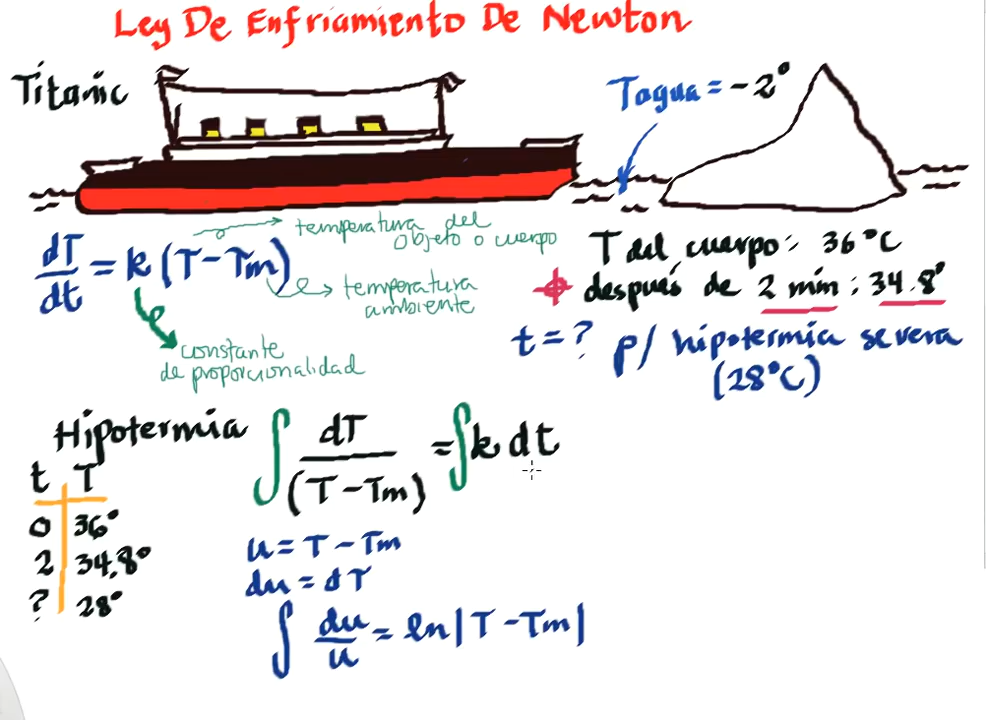 Ley De Enfriamiento De Newton
Titanic
Tagua = -2°
dT/dt = k (T - Tm)
temperatura del
Objeto o cuerpo
temperatura
ambiente
constante
de proporcionalidad
T del cuerpo: 36°C
después de 2 min: 34.8°
t = ? p/ hipotermia severa
(28°C)
Hipotermia
t T
0 36°
2 34.8°
? 28°
∫ dT/(T - Tm) = ∫ k dt
u = T - Tm
du = dT
∫ du/u = ln|T - Tm|